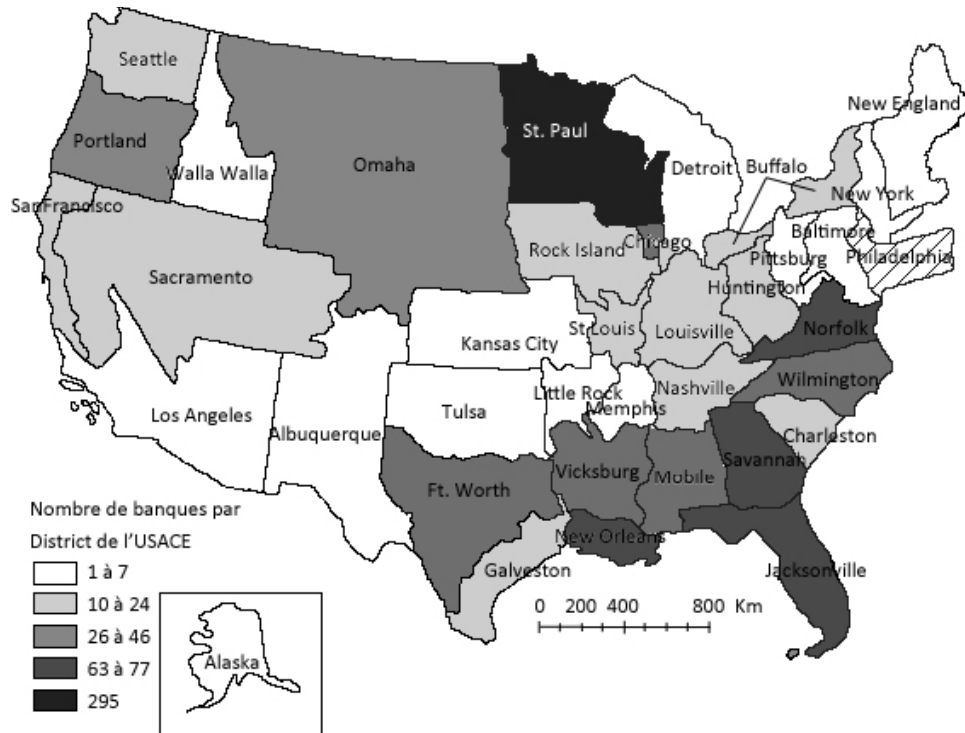 Seattle
New England
Portland
St. Paul
Omaha
Walla Walla
Detroit
Buffalo
New York
SanFrancisco
Baltimore
Rock Island
Chicago
Pittsburg
Philadelphia
Sacramento
Huntington
St Louis
Louisville
Norfolk
Kansas City
Nashville
Wilmington
Little Rock
Memphis
Los Angeles
Tulsa
Albuquerque
Charleston
Savannah
Vicksburg
Mobile
Ft. Worth
New Orleans
Galveston
Jacksonville
Nombre de banques par
District de l’USACE
1 à 7
10 à 24
26 à 46
63 à 77
295
Alaska
0 200 400 800 Km